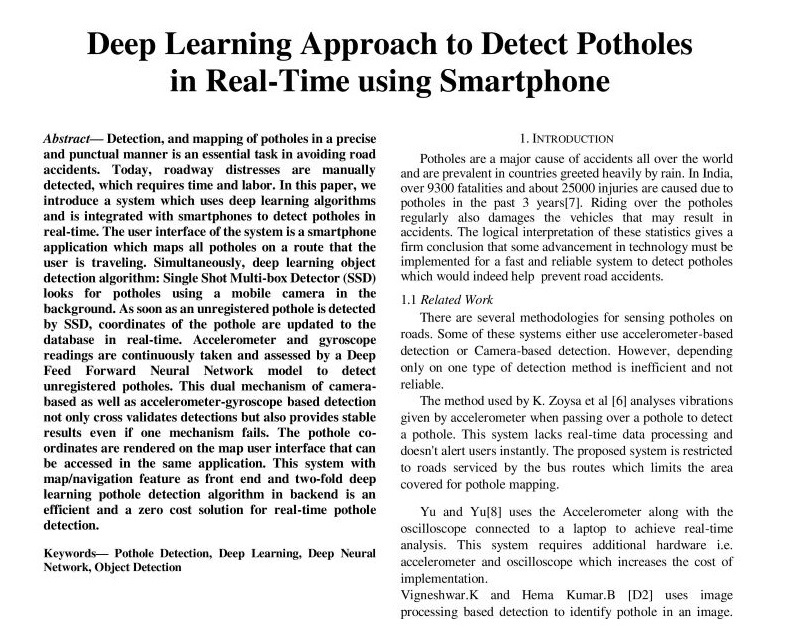 Deep Learning Approach to Detect Potholes
in Real-Time using Smartphone
Abstract— Detection, and mapping of potholes in a precise
and punctual manner is an essential task in avoiding road
accidents. Today, roadway distresses are manually
detected, which requires time and labor. In this paper, we
introduce a system which uses deep learning algorithms
and is integrated with smartphones to detect potholes in
real-time. The user interface of the system is a smartphone
application which maps all potholes on a route that the
user is traveling. Simultaneously, deep learning object
detection algorithm: Single Shot Multi-box Detector (SSD)
looks for potholes using a mobile camera in the
background. As soon as an unregistered pothole is detected
by SSD, coordinates of the pothole are updated to the
database in real-time. Accelerometer and gyroscope
readings are continuously taken and assessed by a Deep
Feed Forward Neural Network model to detect
unregistered potholes. This dual mechanism of camera-
based as well as accelerometer-gyroscope based detection
not only cross validates detections but also provides stable
results even if one mechanism fails. The pothole co-
ordinates are rendered on the map user interface that can
be accessed in the same application. This system with
map/navigation feature as front end and two-fold deep
learning pothole detection algorithm in backend is an
efficient and a zero cost solution for real-time pothole
detection.
Keywords— Pothole Detection, Deep Learning, Deep Neural
Network, Object Detection
1. INTRODUCTION
Potholes are a major cause of accidents all over the world
and are prevalent in countries greeted heavily by rain. In India,
over 9300 fatalities and about 25000 injuries are caused due to
potholes in the past 3 years[7]. Riding over the potholes
regularly also damages the vehicles that may result in
accidents. The logical interpretation of these statistics gives a
firm conclusion that some advancement in technology must be
implemented for a fast and reliable system to detect potholes
which would indeed help prevent road accidents.
1.1 Related Work
There are several methodologies for sensing potholes on
roads. Some of these systems either use accelerometer-based
detection or Camera-based detection. However, depending
only on one type of detection method is inefficient and not
reliable.
The method used by K. Zoysa et al [6] analyses vibrations
given by accelerometer when passing over a pothole to detect
a pothole. This system lacks real-time data processing and
doesn't alert users instantly. The proposed system is restricted
to roads serviced by the bus routes which limits the area
covered for pothole mapping.
Yu and Yu[8] uses the Accelerometer along with the
oscilloscope connected to a laptop to achieve real-time
analysis. This system requires additional hardware i.e.
accelerometer and oscilloscope which increases the cost of
implementation.
Vigneshwar.K and Hema Kumar.B [D2] uses image
processing based detection to identify pothole in an image.